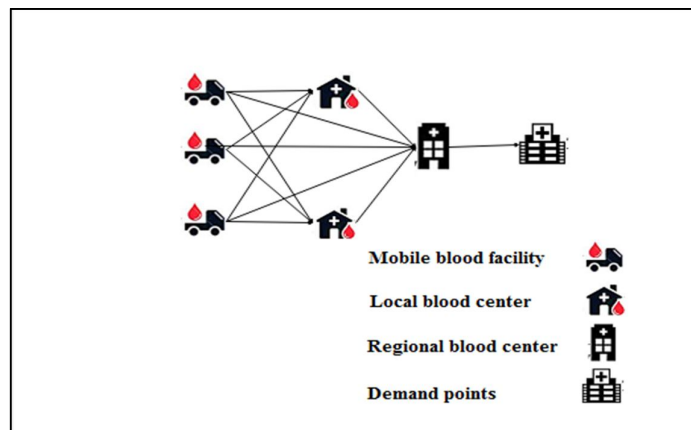 Mobile blood facility
Local blood center
Regional blood center
Demand points